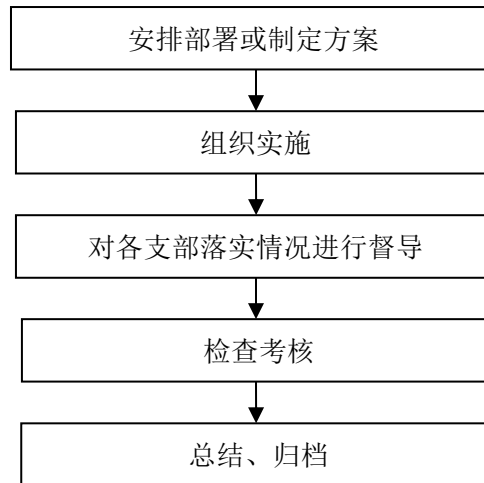 安排部署或制定方案
组织实施
对各支部落实情况进行督导
检查考核
总结、归档